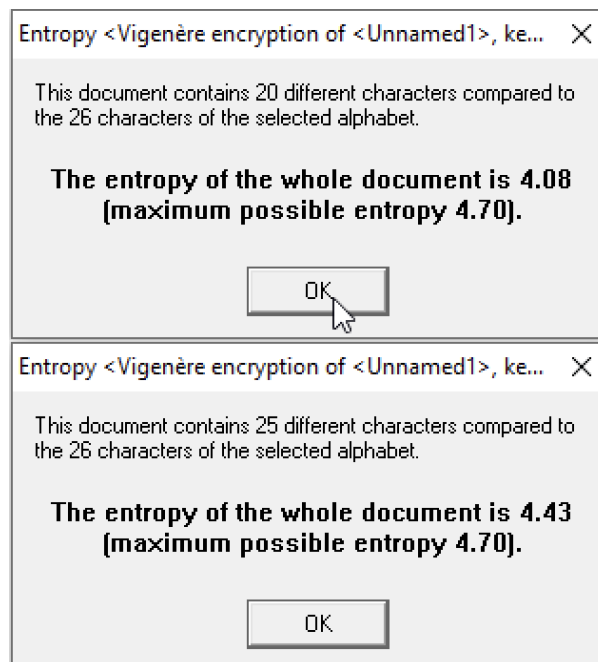 Entropy <Vigenère encryption of <Unnamed1>, ke...
This document contains 20 different characters compared to
the 26 characters of the selected alphabet.
The entropy of the whole document is 4.08
(maximum possible entropy 4.70).
OK
Entropy <Vigenère encryption of <Unnamed1>, ke...
This document contains 25 different characters compared to
the 26 characters of the selected alphabet.
The entropy of the whole document is 4.43
(maximum possible entropy 4.70).
OK